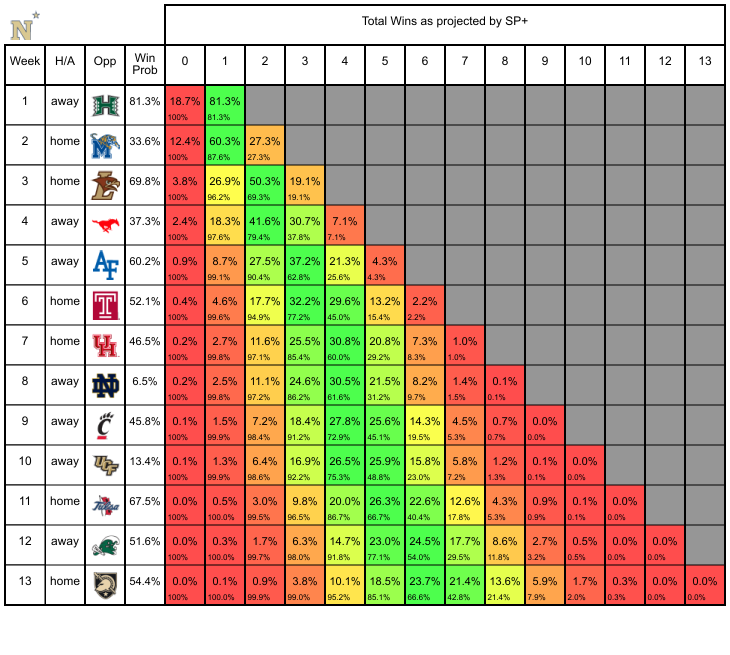 N
Total Wins as projected by SP+
Week H/A Opp Win Prob 0 1 2 3 4 5 6 7 8 9 10 11 12 13
1 away H 81.3% 18.7% 81.3%
100% 81.3%
2 home M 33.6% 12.4% 60.3% 27.3%
100% 87.6% 27.3%
3 home L 69.8% 3.8% 26.9% 50.3% 19.1%
100% 96.2% 69.3% 19.1%
4 away 37.3% 2.4% 18.3% 41.6% 30.7% 7.1%
100% 97.6% 79.4% 37.8% 7.1%
5 away AF 60.2% 0.9% 8.7% 27.5% 37.2% 21.3% 4.3%
100% 99.1% 90.4% 62.8% 25.6% 4.3%
6 home T 52.1% 0.4% 4.6% 17.7% 32.2% 29.6% 13.2% 2.2%
100% 99.6% 94.9% 77.2% 45.0% 15.4% 2.2%
7 home UH 46.5% 0.2% 2.7% 11.6% 25.5% 30.8% 20.8% 7.3% 1.0%
100% 99.8% 97.1% 85.4% 60.0% 29.2% 8.3% 1.0%
8 away ND 6.5% 0.2% 2.5% 11.1% 24.6% 30.5% 21.5% 8.2% 1.4% 0.1%
100% 99.8% 97.2% 86.2% 61.6% 31.2% 9.7% 1.5% 0.1%
9 away C 45.8% 0.1% 1.5% 7.2% 18.4% 27.8% 25.6% 14.3% 4.5% 0.7% 0.0%
100% 99.9% 98.4% 91.2% 72.9% 45.1% 19.5% 5.3% 0.7% 0.0%
10 away UCF 13.4% 0.1% 1.3% 6.4% 16.9% 26.5% 25.9% 15.8% 5.8% 1.2% 0.1% 0.0%
100% 99.9% 98.6% 92.2% 75.3% 48.8% 23.0% 7.2% 1.3% 0.1% 0.0%
11 home Tulsa 67.5% 0.0% 0.5% 3.0% 9.8% 20.0% 26.3% 22.6% 12.6% 4.3% 0.9% 0.1% 0.0%
100% 100.0% 99.5% 96.5% 86.7% 66.7% 40.4% 17.8% 5.3% 0.9% 0.1% 0.0%
12 away 51.6% 0.0% 0.3% 1.7% 6.3% 14.7% 23.0% 24.5% 17.7% 8.6% 2.7% 0.5% 0.0% 0.0%
100% 100.0% 99.7% 98.0% 91.8% 77.1% 54.0% 29.5% 11.8% 3.2% 0.5% 0.0% 0.0%
13 home 54.4% 0.0% 0.1% 0.9% 3.8% 10.1% 18.5% 23.7% 21.4% 13.6% 5.9% 1.7% 0.3% 0.0% 0.0%
100% 100.0% 99.9% 99.0% 95.2% 85.1% 66.6% 42.8% 21.4% 7.9% 2.0% 0.3% 0.0% 0.0%